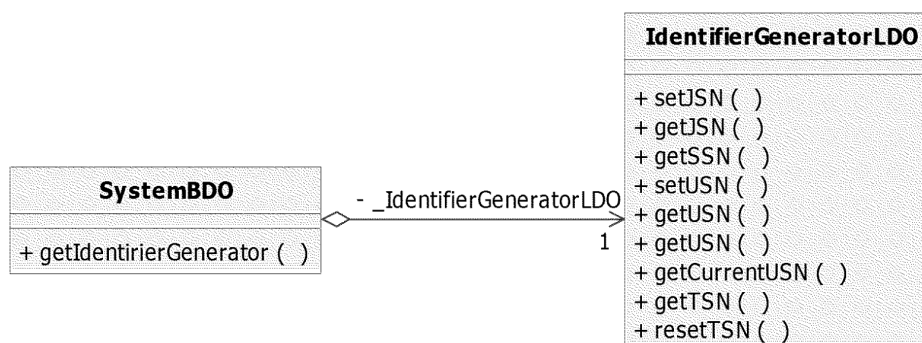 IdentifierGeneratorLDO
+ setJSN ( )
+ getJSN ( )
+ getSSN ( )
+ setUSN ( )
+ getUSN ( )
+ getUSN ( )
+ getCurrentUSN ( )
+ getTSN ( )
+ resetTSN ( )
SystemBDO
+ getIdentirierGenerator ( )
- _IdentifierGeneratorLDO
1